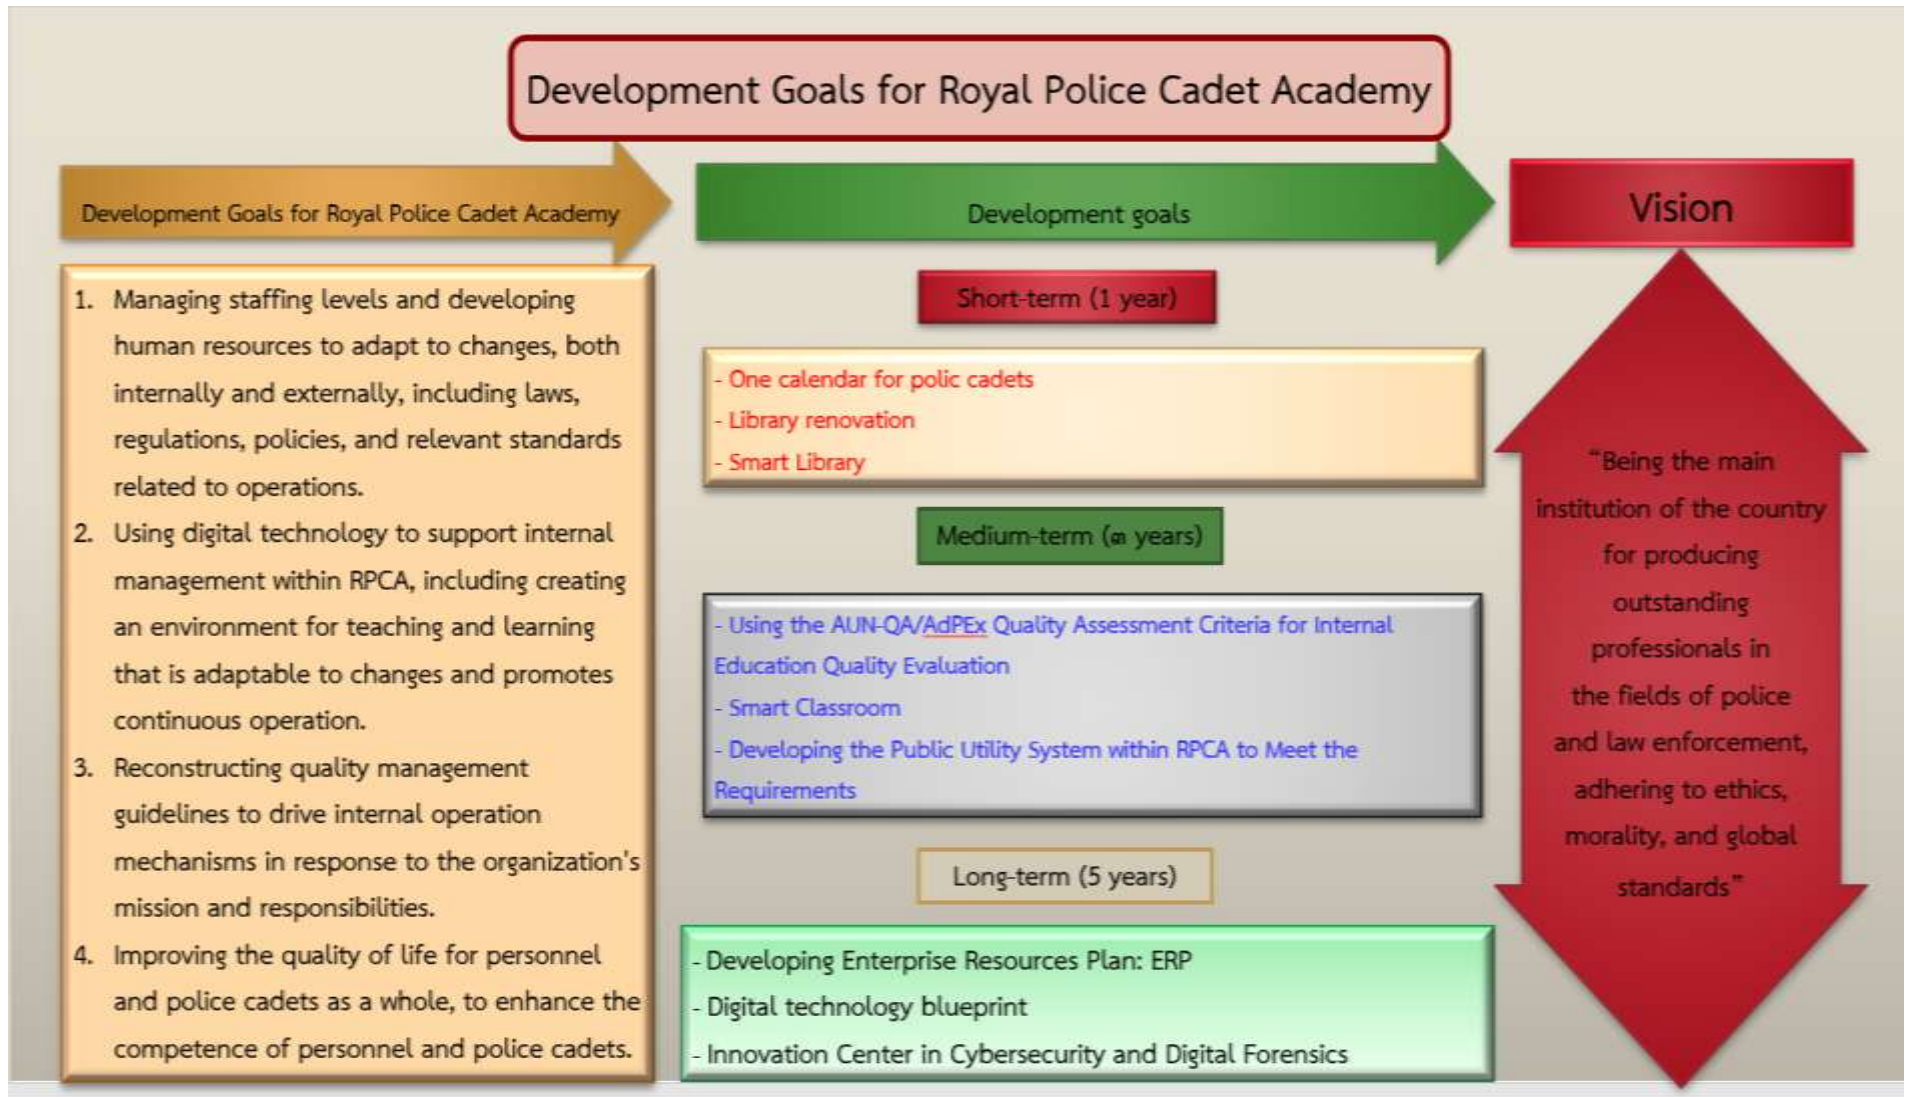 Development Goals for Royal Police Cadet Academy
Development Goals for Royal Police Cadet Academy
1. Managing staffing levels and developing
human resources to adapt to changes, both
internally and externally, including laws,
regulations, policies, and relevant standards
related to operations.
2. Using digital technology to support internal
management within RPCA, including creating
an environment for teaching and learning
that is adaptable to changes and promotes
continuous operation.
3. Reconstructing quality management
guidelines to drive internal operation
mechanisms in response to the organization's
mission and responsibilities.
4. Improving the quality of life for personnel
and police cadets as a whole, to enhance the
competence of personnel and police cadets.
Development goals
Short-term (1 year)
- One calendar for polic cadets
- Library renovation
- Smart Library
Medium-term (๓ years)
- Using the AUN-QA/AdPEx Quality Assessment Criteria for Internal
Education Quality Evaluation
- Smart Classroom
- Developing the Public Utility System within RPCA to Meet the
Requirements
Long-term (5 years)
- Developing Enterprise Resources Plan: ERP
- Digital technology blueprint
- Innovation Center in Cybersecurity and Digital Forensics
Vision
“Being the main
institution of the country
for producing
outstanding
professionals in
the fields of police
and law enforcement,
adhering to ethics,
morality, and global
standards”